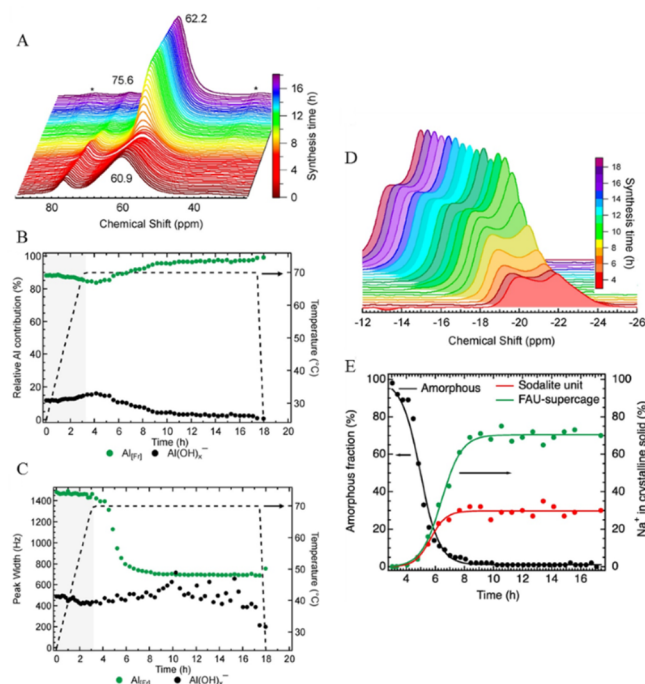 A
62.2
75.6
*
*
60.9
16
12
8
4
0
Synthesis time (h)
80
60
40
Chemical Shift (ppm)
B
100
80
60
40
20
0
Relative Al contribution (%)
70
60
50
40
30
Temperature (°C)
0 2 4 6 8 10 12 14 16 18 20
Time (h)
Al[Fr] Al(OH)x−
C
1400
1200
1000
800
600
400
200
0
Peak Width (Hz)
70
60
50
40
30
Temperature (°C)
0 2 4 6 8 10 12 14 16 18 20
Time (h)
Al[Fr] Al(OH)x−
D
18
16
14
12
10
8
6
4
Synthesis time (h)
-12 -14 -16 -18 -20 -22 -24 -26
Chemical Shift (ppm)
E
Amorphous
Sodalite unit
FAU-supercage
100
80
60
40
20
0
Amorphous fraction (%)
100
80
60
40
20
0
Na+ in crystalline solid (%)
4 6 8 10 12 14 16
Time (h)